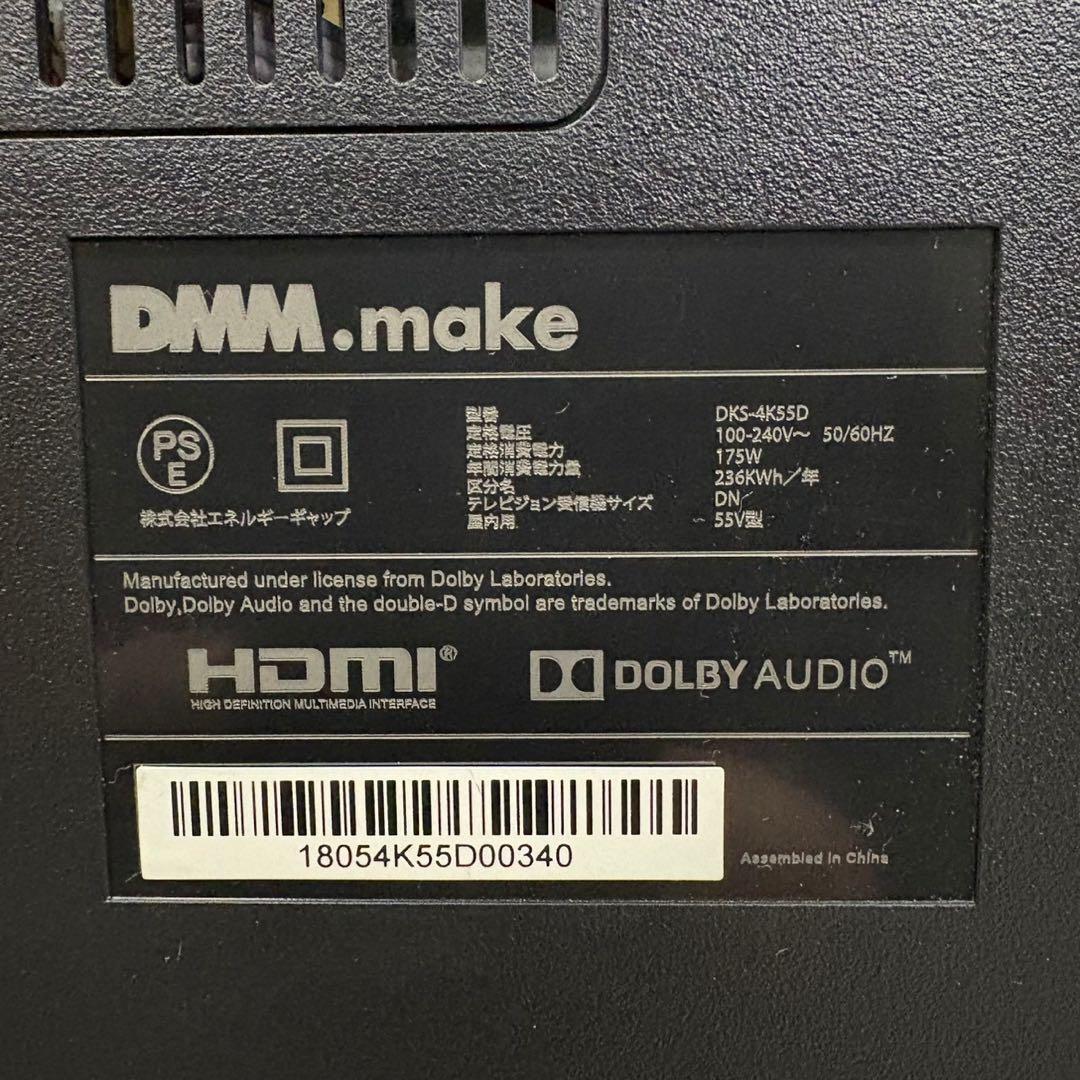 DMM.make
PS
E
株式会社エネルギーギャップ
型番 DKS-4K55D
定格電圧 100-240V～ 50/60HZ
定格消費電力 175W
年間消費電力量 236KWh／年
区分名 DN
テレビジョン受信機サイズ 55V型
屋内用
Manufactured under license from Dolby Laboratories.
Dolby,Dolby Audio and the double-D symbol are trademarks of Dolby Laboratories.
HDMI®
HIGH DEFINITION MULTIMEDIA INTERFACE
DOLBY AUDIO™
18054K55D00340
Assembled in China